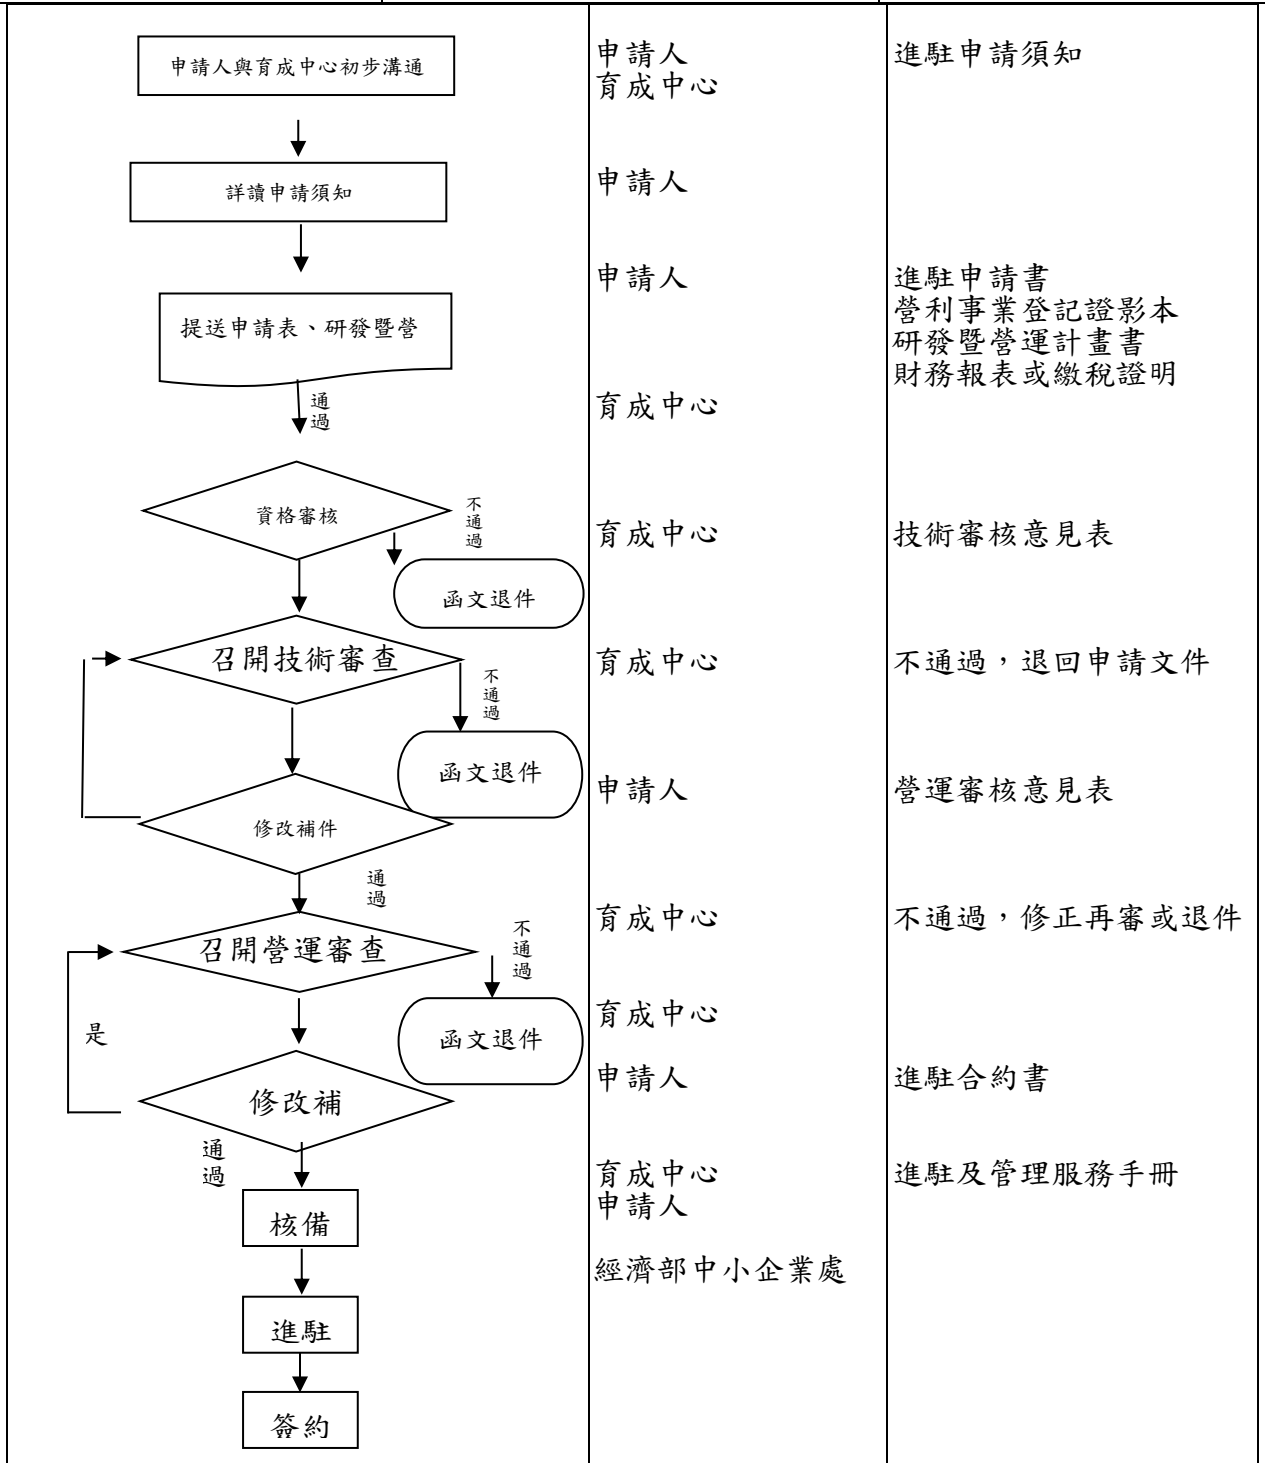 申請人與育成中心初步溝通
申請人
育成中心
進駐申請須知
詳讀申請須知
申請人
提送申請表、研發暨營
申請人
進駐申請書
營利事業登記證影本
研發暨營運計畫書
財務報表或繳稅證明
通過
育成中心
資格審核
不通過
育成中心
技術審核意見表
函文退件
召開技術審查
不通過
育成中心
不通過，退回申請文件
函文退件
申請人
營運審核意見表
修改補件
通過
召開營運審查
不通過
育成中心
不通過，修正再審或退件
是
函文退件
育成中心
修改補
申請人
進駐合約書
通過
育成中心
申請人
進駐及管理服務手冊
核備
經濟部中小企業處
進駐
簽約